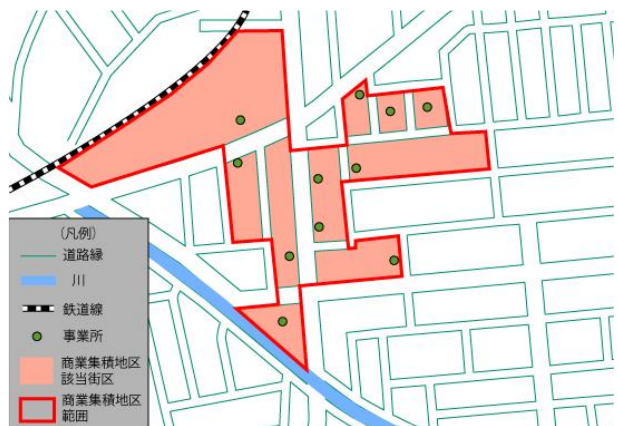 (凡例)
道路縁
川
鉄道線
事業所
商業集積地区
該当街区
商業集積地区
範囲